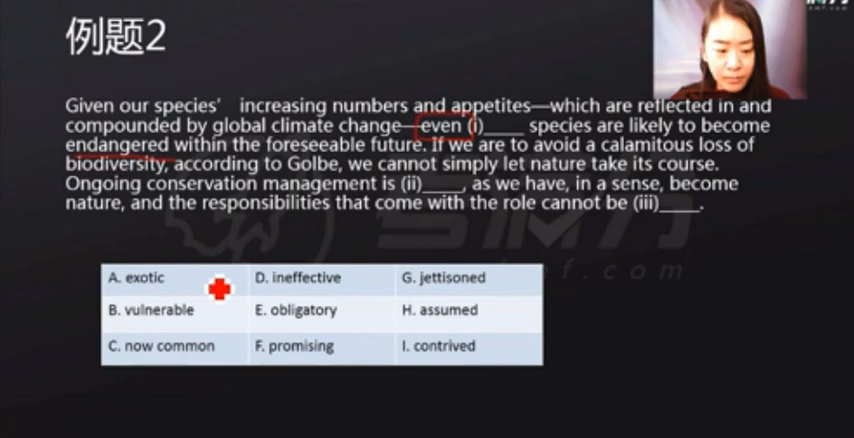 例题2
Given our species' increasing numbers and appetites—which are reflected in and
compounded by global climate change—even (i)____ species are likely to become
endangered within the foreseeable future. If we are to avoid a calamitous loss of
biodiversity, according to Golbe, we cannot simply let nature take its course.
Ongoing conservation management is (ii)____, as we have, in a sense, become
nature, and the responsibilities that come with the role cannot be (iii)____.
A. exotic D. ineffective G. jettisoned
B. vulnerable E. obligatory H. assumed
C. now common F. promising I. contrived